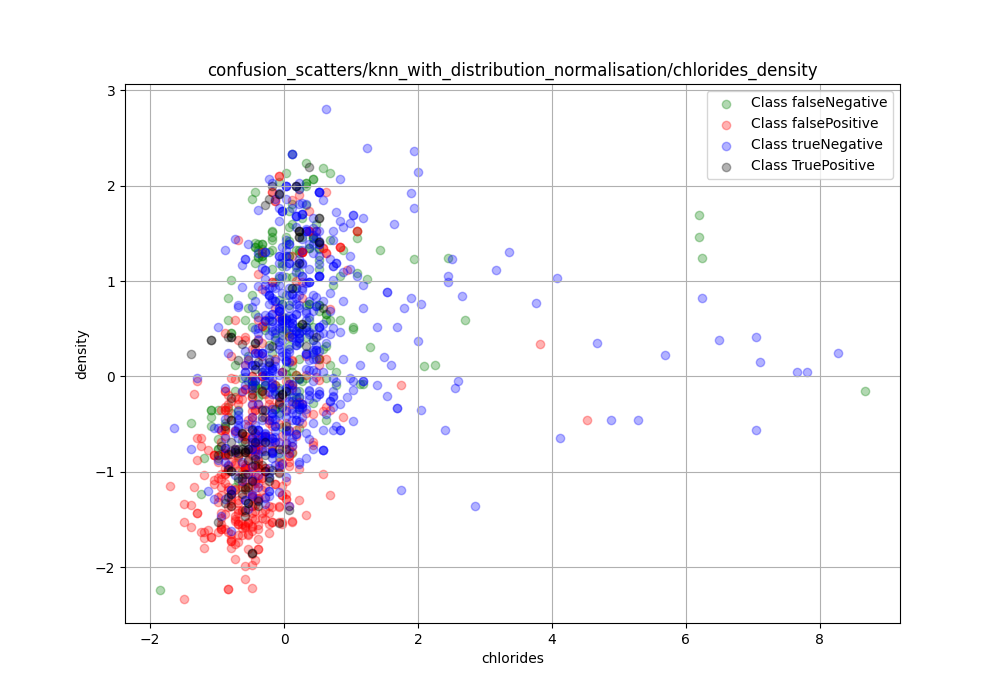 confusion_scatters/knn_with_distribution_normalisation/chlorides_density
Class falseNegative
Class falsePositive
Class trueNegative
Class TruePositive
3
2
1
0
−1
−2
density
−2 0 2 4 6 8
chlorides